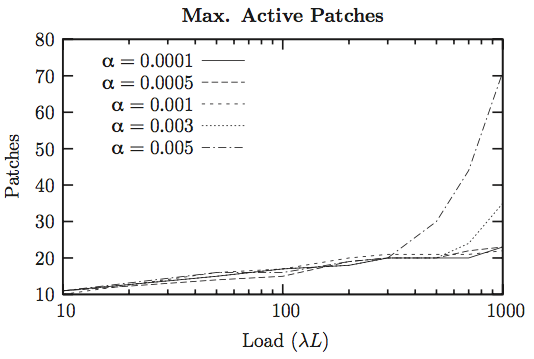 Max. Active Patches
80
70
60
50
40
30
20
10
Patches
α = 0.0001
α = 0.0005
α = 0.001
α = 0.003
α = 0.005
10
100
1000
Load (λL)